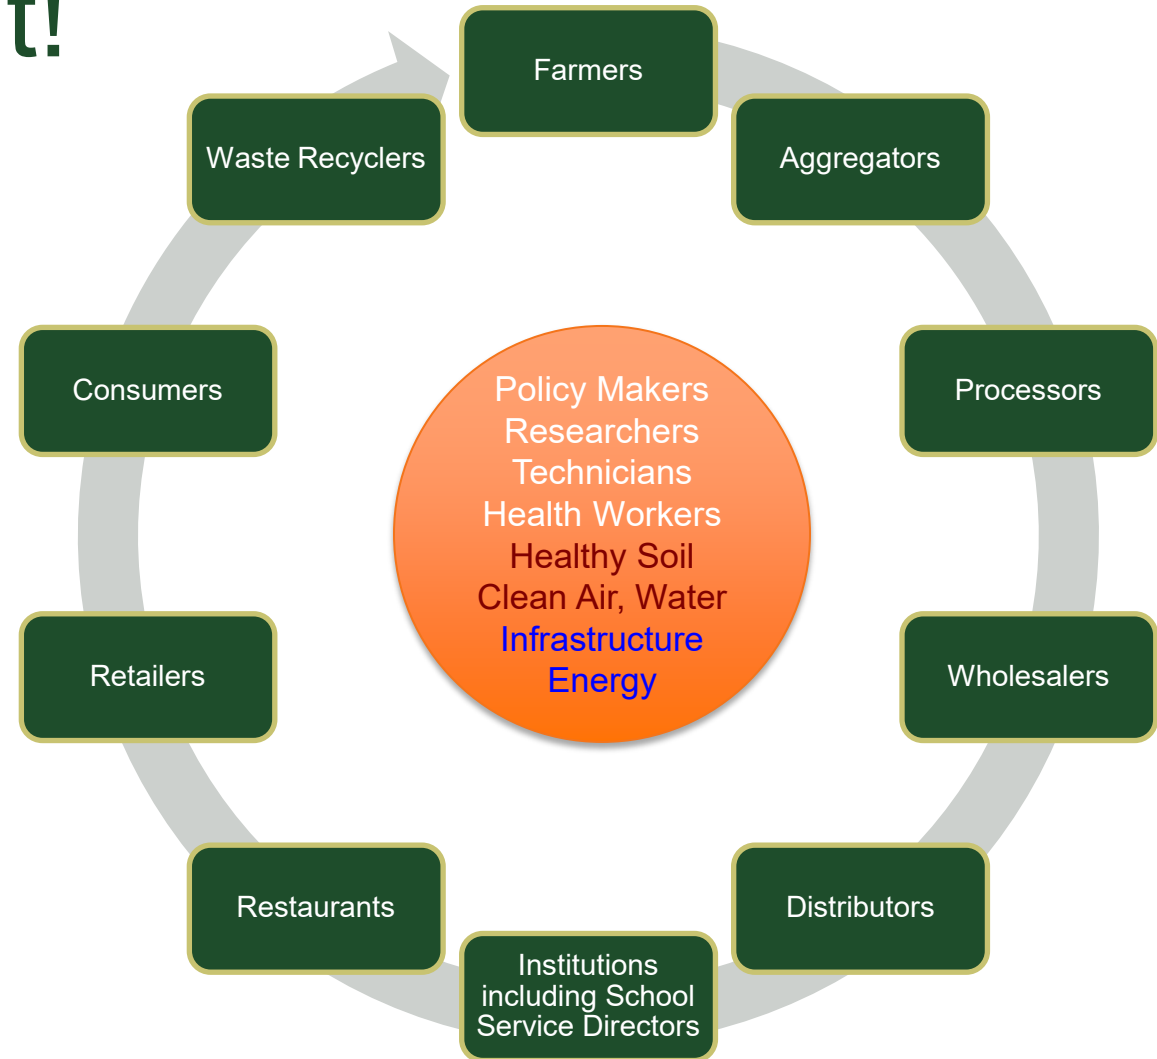 t!
Farmers
Aggregators
Processors
Wholesalers
Distributors
Institutions
including School
Service Directors
Restaurants
Retailers
Consumers
Waste Recyclers
Policy Makers
Researchers
Technicians
Health Workers
Healthy Soil
Clean Air, Water
Infrastructure
Energy